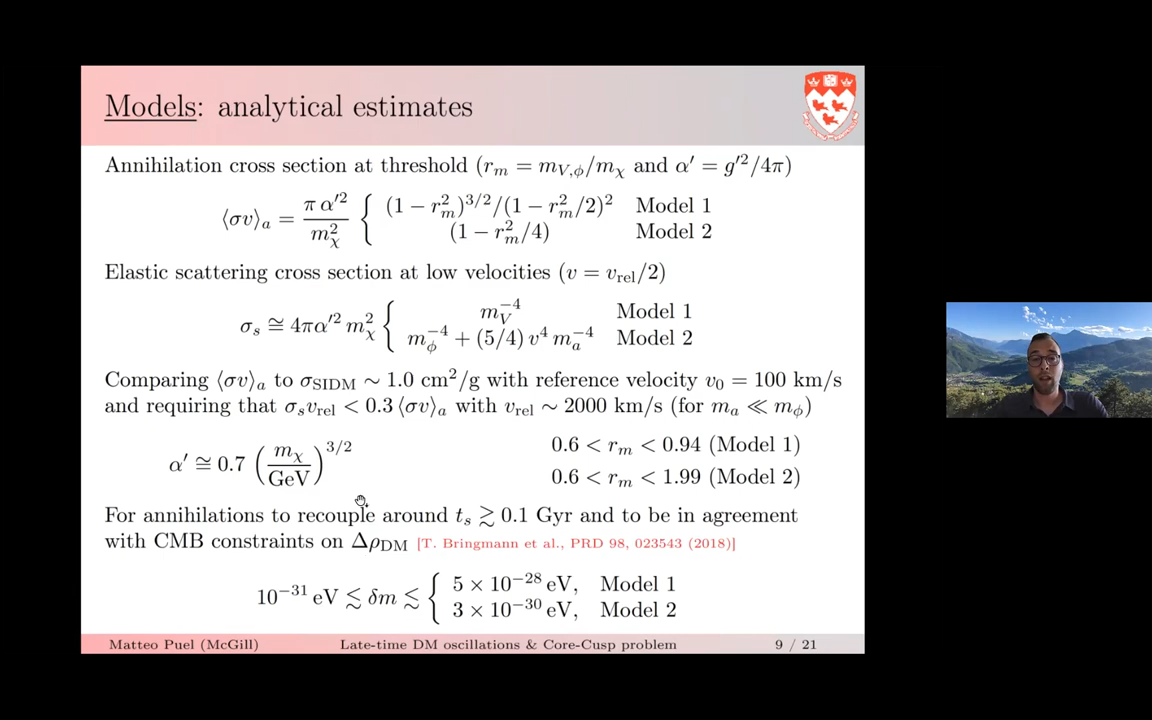 Models: analytical estimates
Annihilation cross section at threshold (r_m = m_{V,ϕ}/m_χ and α′ = g′²/4π)
⟨σv⟩_a = π α′²/m²_χ { (1 − r²_m)^{3/2}/(1 − r²_m/2)² Model 1
(1 − r²_m/4) Model 2
Elastic scattering cross section at low velocities (v = v_rel/2)
σ_s ≅ 4πα′² m²_χ { m_V^{−4} Model 1
m_ϕ^{−4} + (5/4) v⁴ m_a^{−4} Model 2
Comparing ⟨σv⟩_a to σ_SIDM ∼ 1.0 cm²/g with reference velocity v₀ = 100 km/s
and requiring that σ_s v_rel < 0.3 ⟨σv⟩_a with v_rel ∼ 2000 km/s (for m_a ≪ m_ϕ)
α′ ≅ 0.7 (m_χ/GeV)^{3/2}
0.6 < r_m < 0.94 (Model 1)
0.6 < r_m < 1.99 (Model 2)
For annihilations to recouple around t_s ≳ 0.1 Gyr and to be in agreement
with CMB constraints on Δρ_DM [T. Bringmann et al., PRD 98, 023543 (2018)]
10^{−31} eV ≲ δm ≲ { 5 × 10^{−28} eV, Model 1
3 × 10^{−30} eV, Model 2
Matteo Puel (McGill) Late-time DM oscillations & Core-Cusp problem 9 / 21